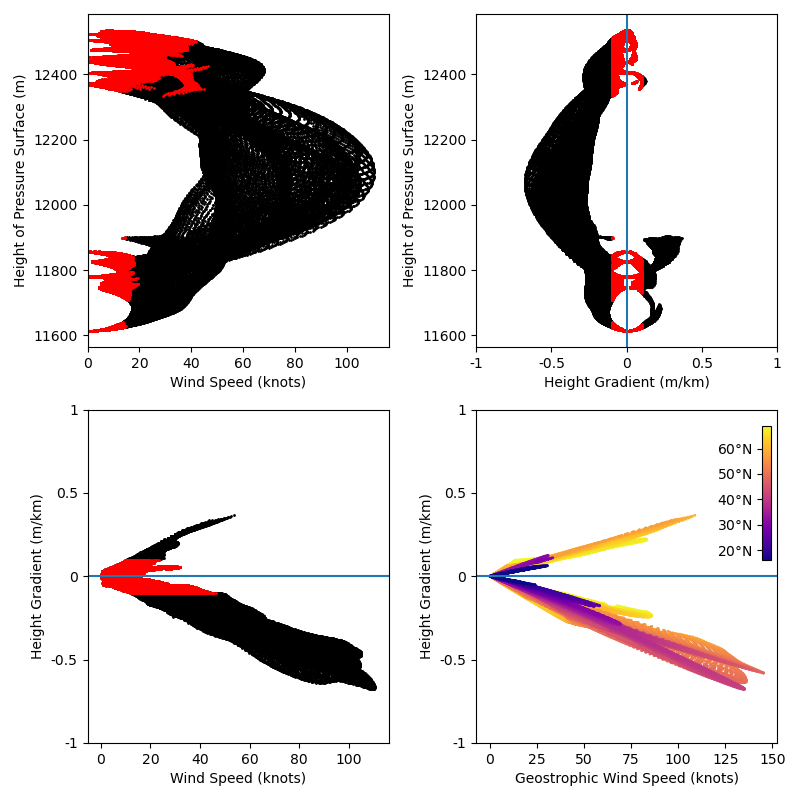 Height of Pressure Surface (m)
12400
12200
12000
11800
11600
0 20 40 60 80 100
Wind Speed (knots)
Height of Pressure Surface (m)
12400
12200
12000
11800
11600
-1 -0.5 0 0.5 1
Height Gradient (m/km)
Height Gradient (m/km)
1
0.5
0
-0.5
-1
0 20 40 60 80 100
Wind Speed (knots)
Height Gradient (m/km)
1
0.5
0
-0.5
-1
60°N
50°N
40°N
30°N
20°N
0 25 50 75 100 125 150
Geostrophic Wind Speed (knots)